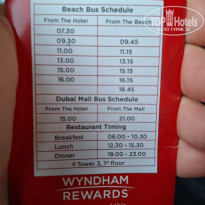 Top Hotels
Beach Bus Schedule
From The Hotel From The Beach
07.30
09.30 09.45
11.00 11.15
13.00 13.15
15.00 15.15
16.00 16.15
18.45
Dubai Mall Bus Schedule
From The Hotel From The Mall
15.00 21.00
Restaurant Timing
Breakfast 06.00 - 10.30
Lunch 12.30 - 15.30
Dinner 19.00 - 23.00
Tower 3, 1st floor
WYNDHAM
REWARDS